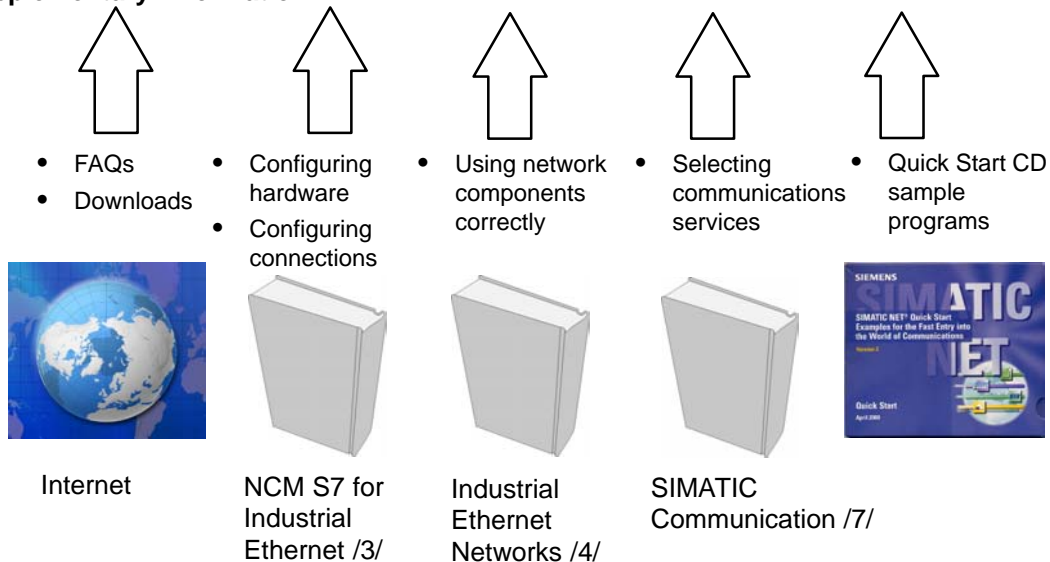 • FAQs
• Downloads
• Configuring
hardware
• Configuring
connections
• Using network
components
correctly
• Selecting
communications
services
• Quick Start CD
sample
programs
SIEMENS
SIMATIC
NET
SIMATIC NET® Quick Start
Examples for the Fast Entry into
the World of Communications
Quick Start
Internet
NCM S7 for
Industrial
Ethernet /3/
Industrial
Ethernet
Networks /4/
SIMATIC
Communication /7/